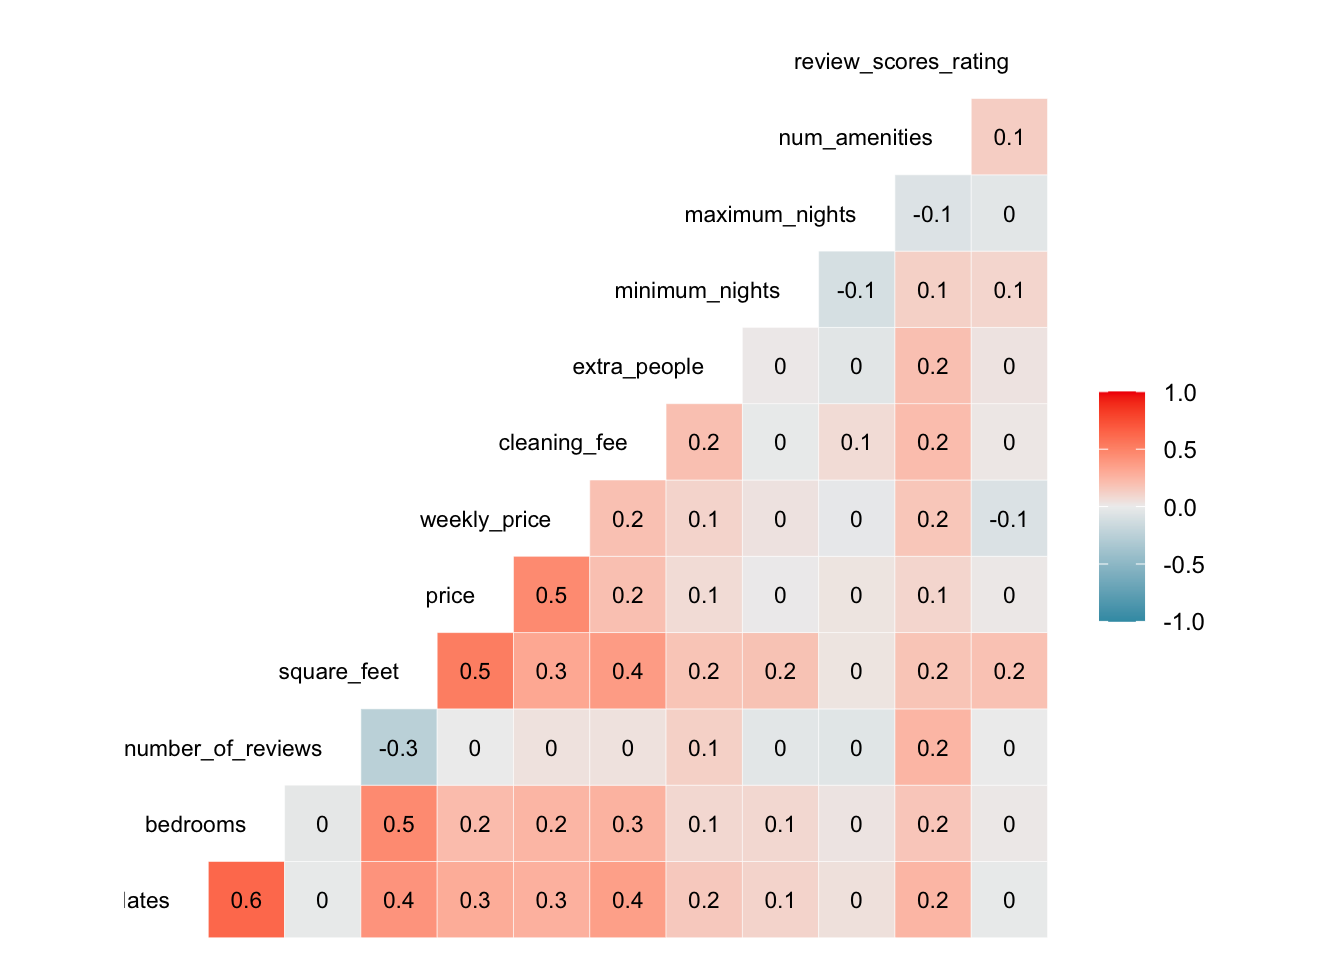 review_scores_rating
num_amenities 0.1
maximum_nights -0.1 0
minimum_nights -0.1 0.1 0.1
extra_people 0 0 0.2 0
1.0
cleaning_fee 0.2 0 0.1 0.2 0
0.5
weekly_price 0.2 0.1 0 0 0.2 -0.1
0.0
price 0.5 0.2 0.1 0 0 0.1 0
-0.5
-1.0
square_feet 0.5 0.3 0.4 0.2 0.2 0 0.2 0.2
number_of_reviews -0.3 0 0 0 0.1 0 0 0.2 0
bedrooms 0 0.5 0.2 0.2 0.3 0.1 0.1 0 0.2 0
lates 0.6 0 0.4 0.3 0.3 0.4 0.2 0.1 0 0.2 0